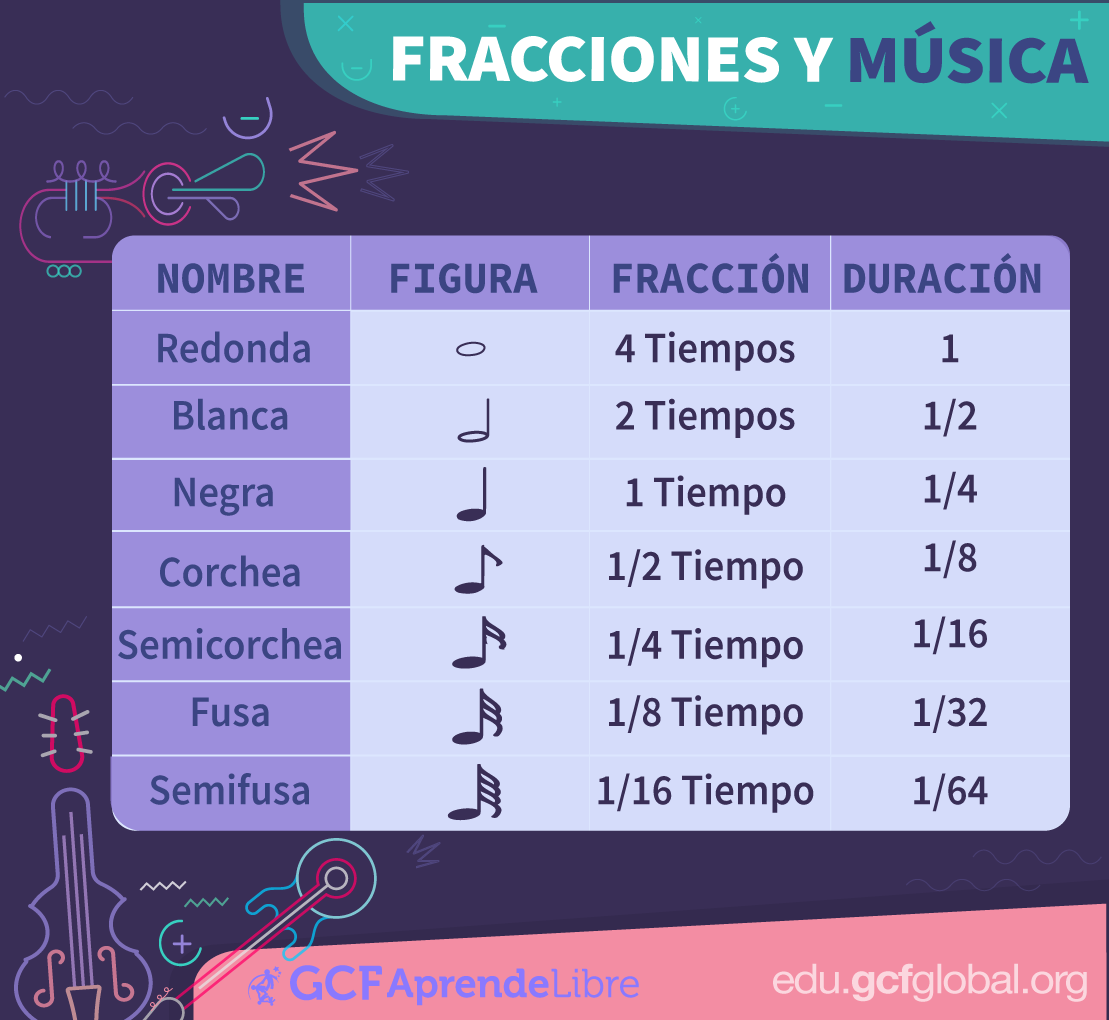 FRACCIONES Y MÚSICA
NOMBRE FIGURA FRACCIÓN DURACIÓN
Redonda 4 Tiempos 1
Blanca 2 Tiempos 1/2
Negra 1 Tiempo 1/4
Corchea 1/2 Tiempo 1/8
Semicorchea 1/4 Tiempo 1/16
Fusa 1/8 Tiempo 1/32
Semifusa 1/16 Tiempo 1/64
GCFAprendeLibre edu.gcfglobal.org